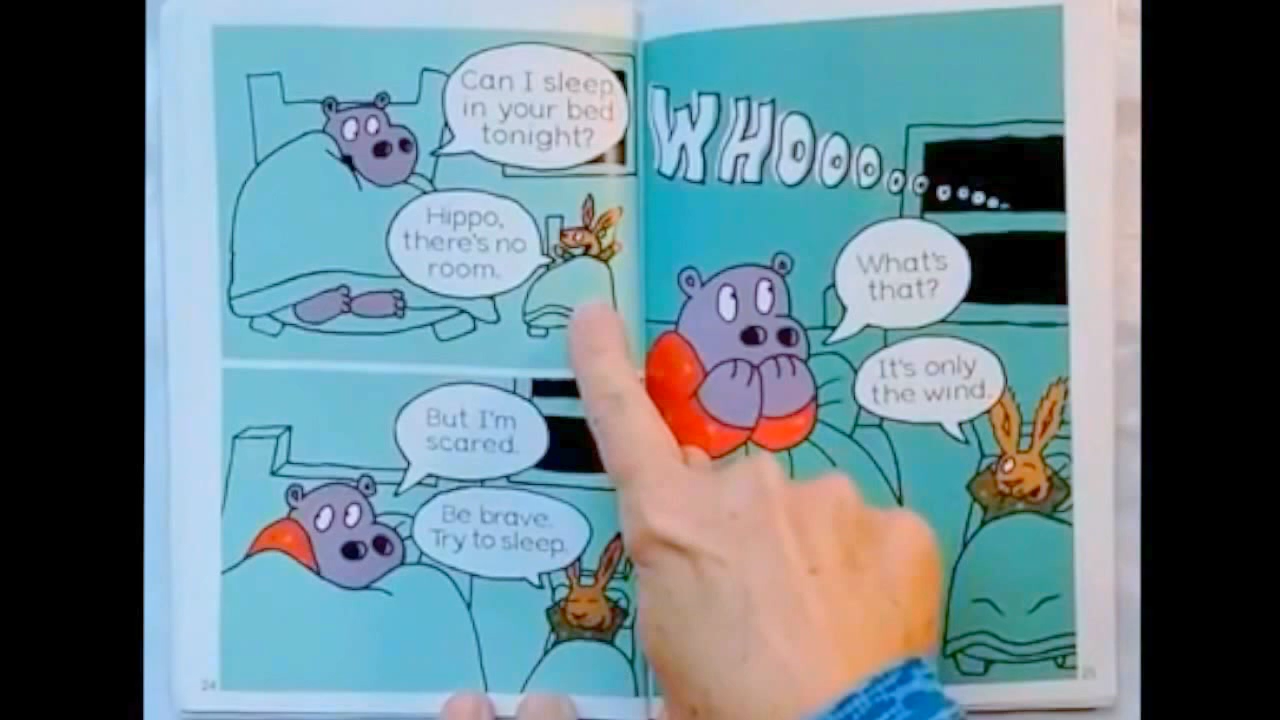 Can I sleep
in your bed
tonight?
Hippo,
there's no
room.
But I'm
scared.
Be brave.
Try to sleep.
24
WHOOOO.......
What's
that?
It's only
the wind.
25